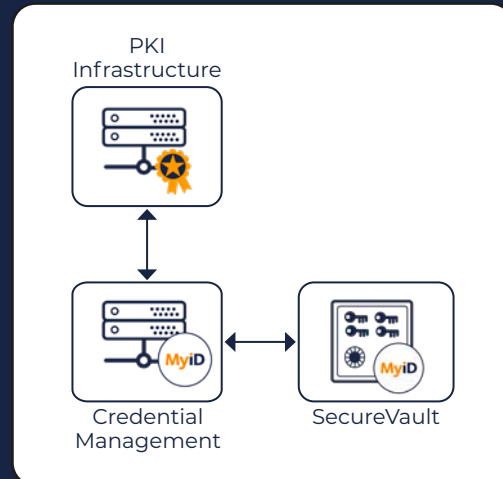 PKI
Infrastructure
MyiD
MyiD
Credential
Management
SecureVault